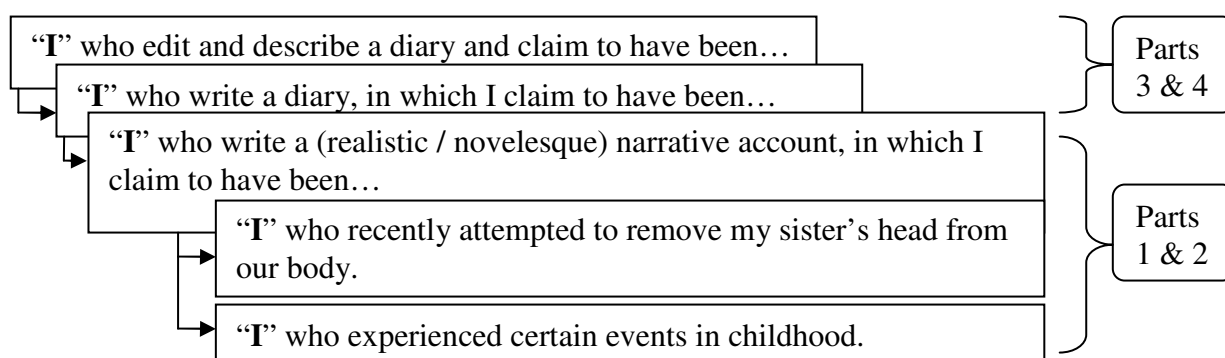 “I” who edit and describe a diary and claim to have been…
“I” who write a diary, in which I claim to have been…
“I” who write a (realistic / novelesque) narrative account, in which I
claim to have been…
“I” who recently attempted to remove my sister’s head from
our body.
“I” who experienced certain events in childhood.
Parts
3 & 4
Parts
1 & 2